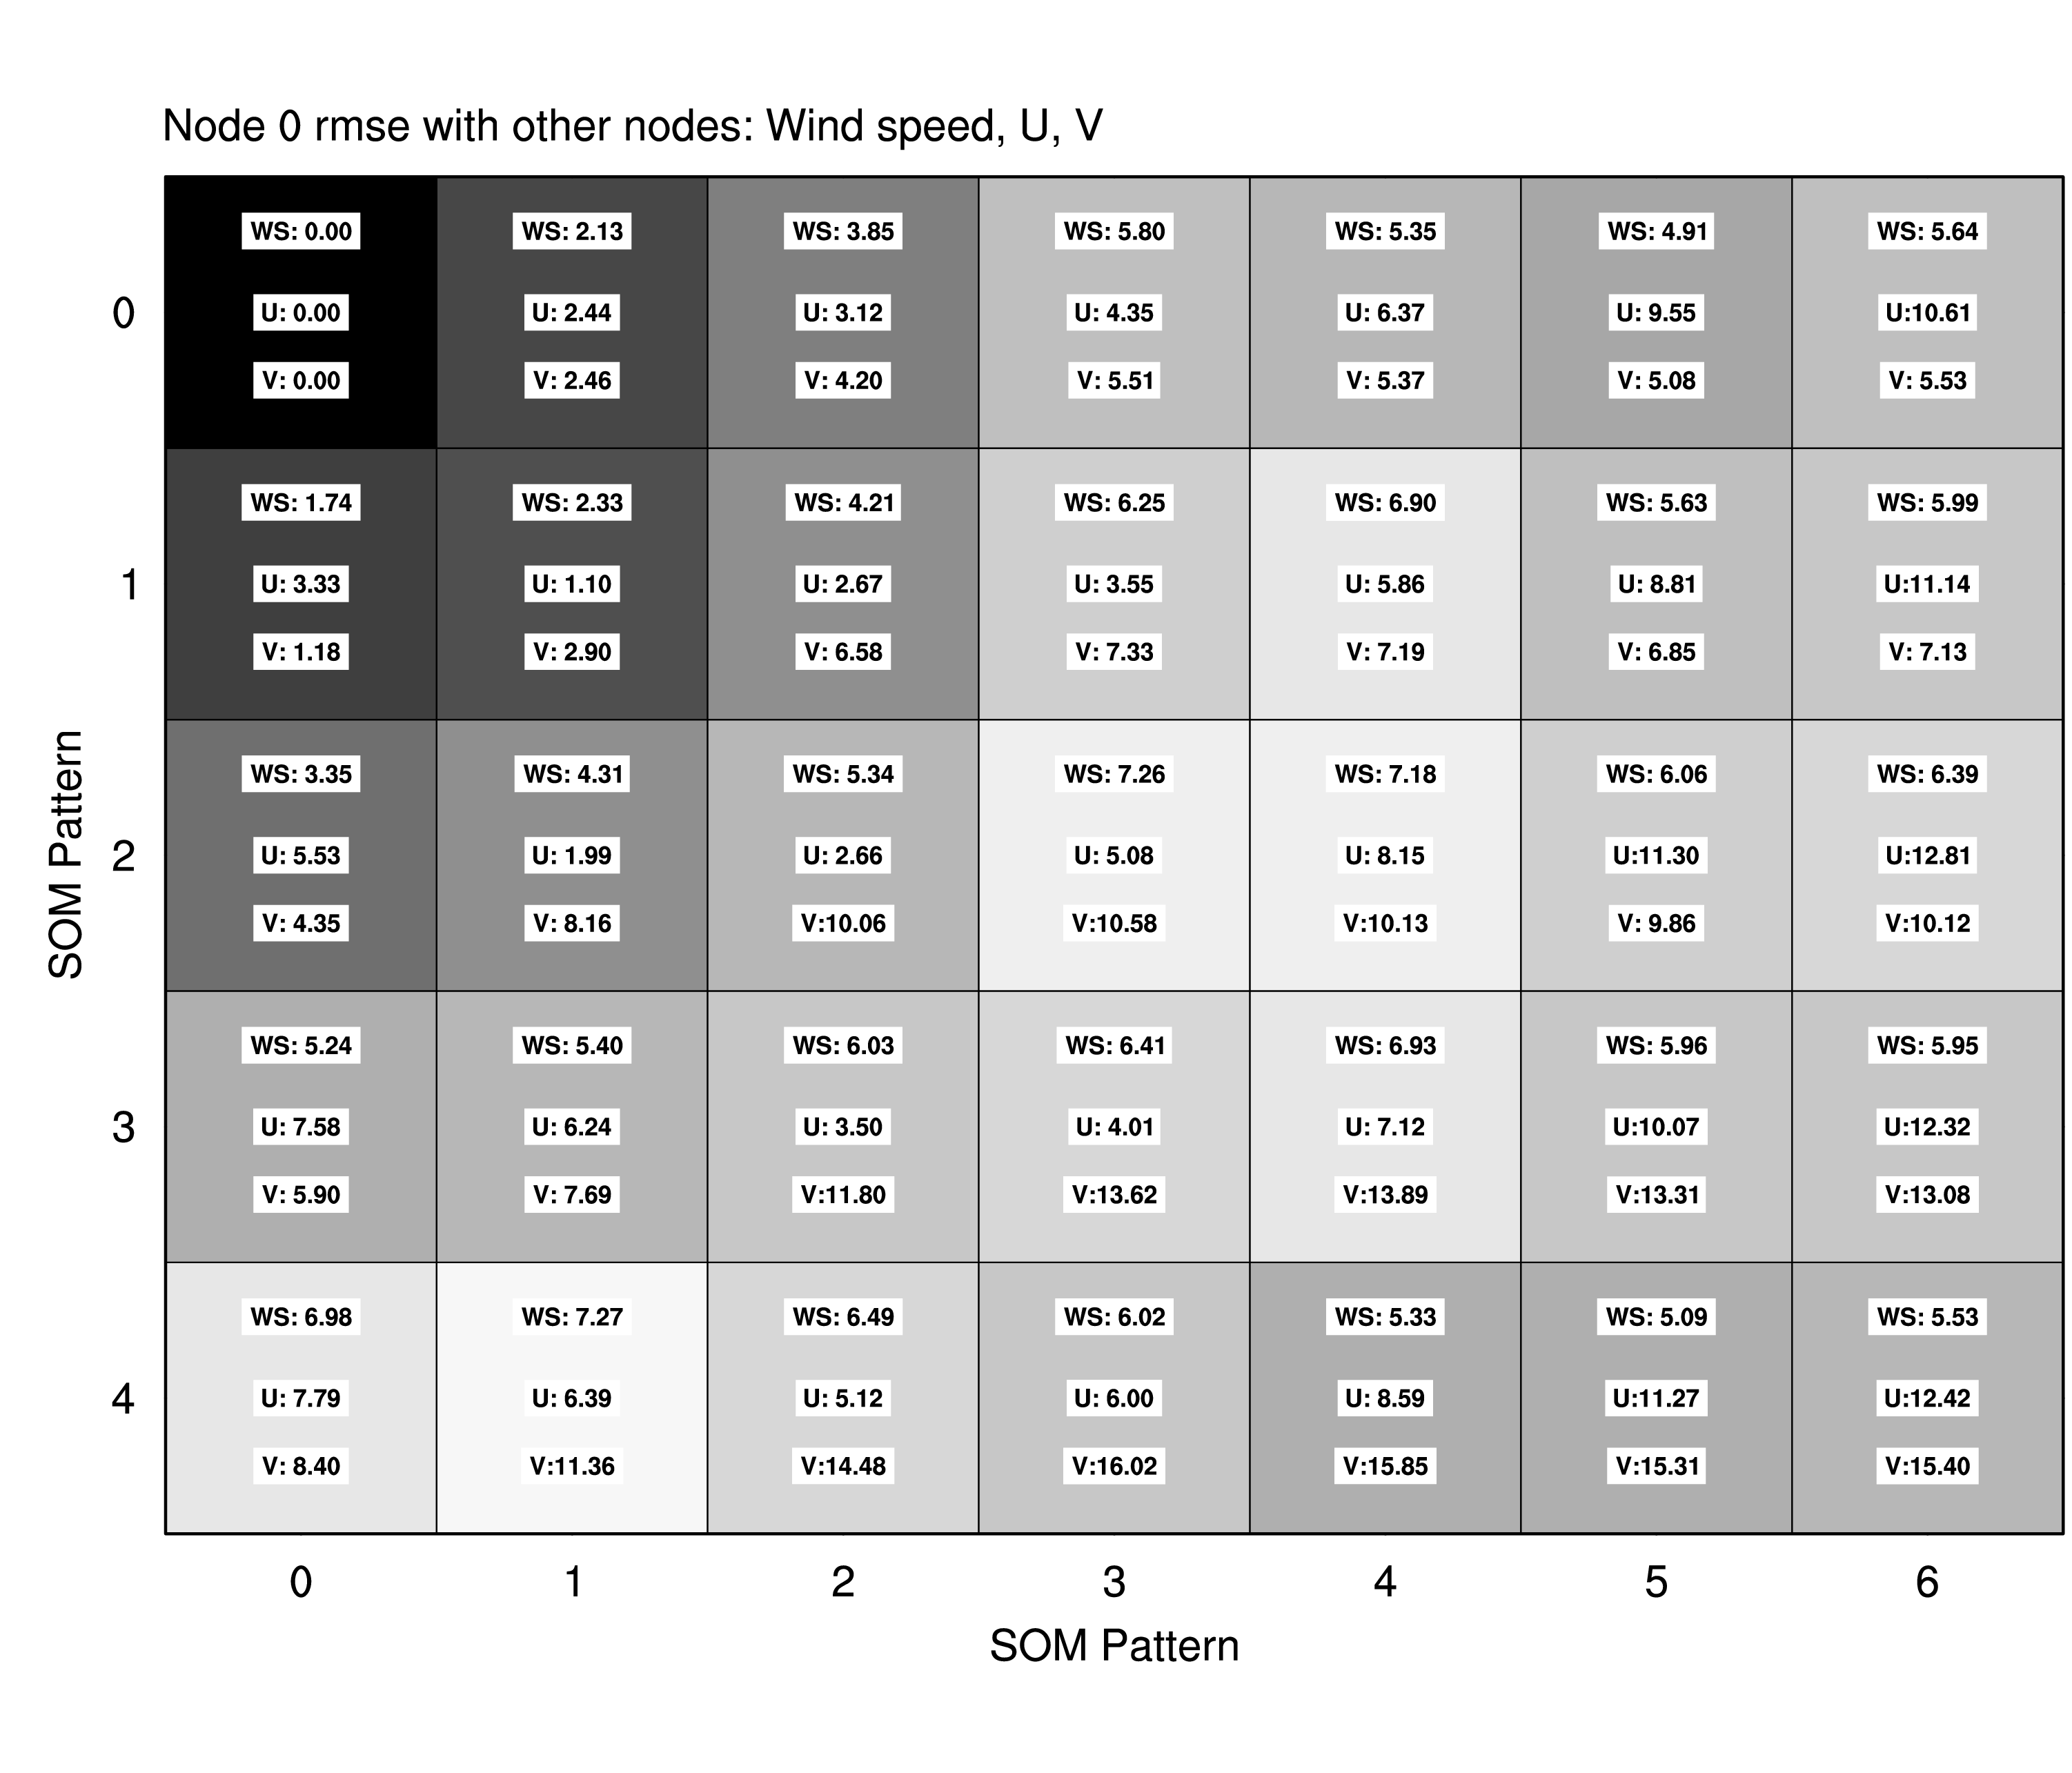 Node 0 rmse with other nodes: Wind speed, U, V
WS: 0.00 WS: 2.13 WS: 3.85 WS: 5.80 WS: 5.35 WS: 4.91 WS: 5.64
0 U: 0.00 U: 2.44 U: 3.12 U: 4.35 U: 6.37 U: 9.55 U:10.61
V: 0.00 V: 2.46 V: 4.20 V: 5.51 V: 5.37 V: 5.08 V: 5.53
WS: 1.74 WS: 2.33 WS: 4.21 WS: 6.25 WS: 6.90 WS: 5.63 WS: 5.99
1 U: 3.33 U: 1.10 U: 2.67 U: 3.55 U: 5.86 U: 8.81 U:11.14
V: 1.18 V: 2.90 V: 6.58 V: 7.33 V: 7.19 V: 6.85 V: 7.13
SOM Pattern
WS: 3.35 WS: 4.31 WS: 5.34 WS: 7.26 WS: 7.18 WS: 6.06 WS: 6.39
2 U: 5.53 U: 1.99 U: 2.66 U: 5.08 U: 8.15 U:11.30 U:12.81
V: 4.35 V: 8.16 V:10.06 V:10.58 V:10.13 V: 9.86 V:10.12
WS: 5.24 WS: 5.40 WS: 6.03 WS: 6.41 WS: 6.93 WS: 5.96 WS: 5.95
3 U: 7.58 U: 6.24 U: 3.50 U: 4.01 U: 7.12 U:10.07 U:12.32
V: 5.90 V: 7.69 V:11.80 V:13.62 V:13.89 V:13.31 V:13.08
WS: 6.98 WS: 7.27 WS: 6.49 WS: 6.02 WS: 5.33 WS: 5.09 WS: 5.53
4 U: 7.79 U: 6.39 U: 5.12 U: 6.00 U: 8.59 U:11.27 U:12.42
V: 8.40 V:11.36 V:14.48 V:16.02 V:15.85 V:15.31 V:15.40
0 1 2 3 4 5 6
SOM Pattern